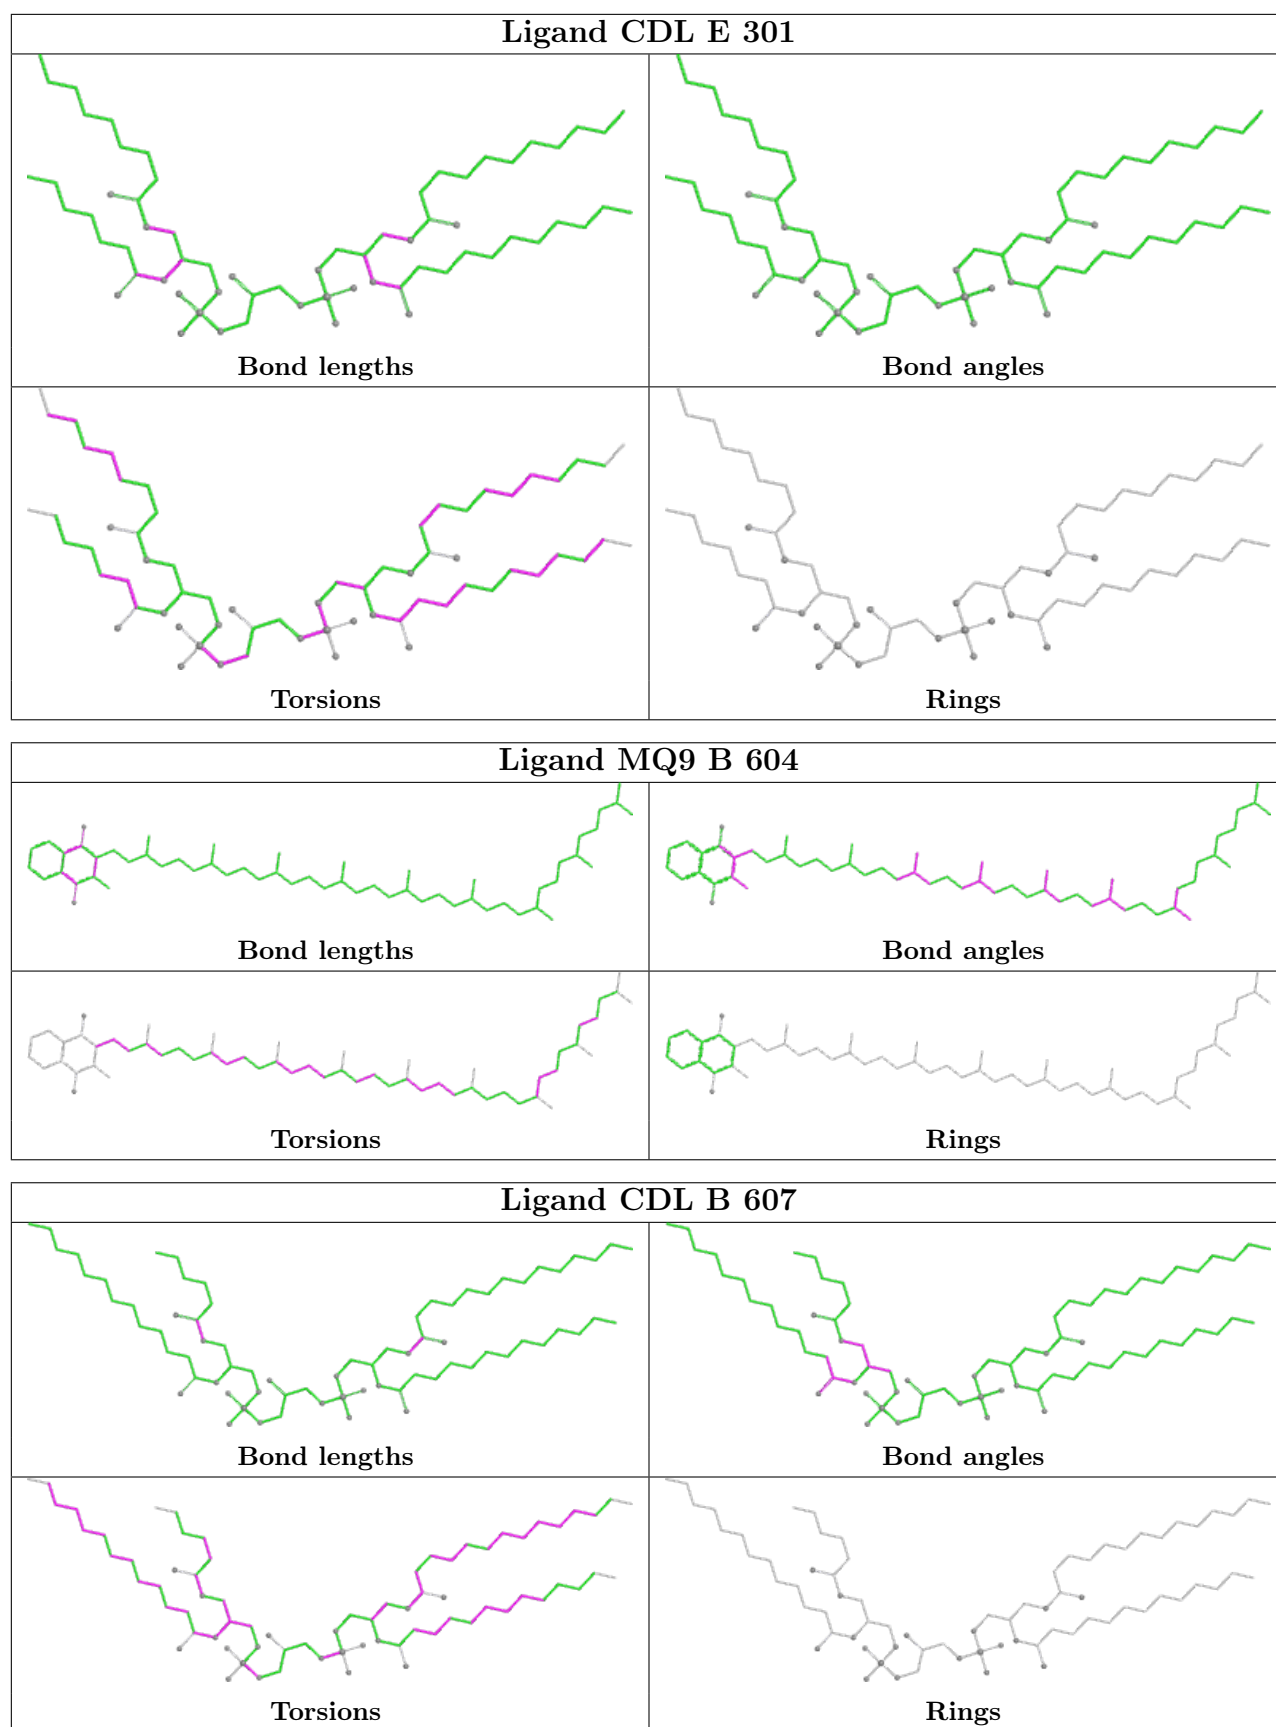 Ligand CDL E 301
Bond lengths
Bond angles
Torsions
Rings
Ligand MQ9 B 604
Bond lengths
Bond angles
Torsions
Rings
Ligand CDL B 607
Bond lengths
Bond angles
Torsions
Rings